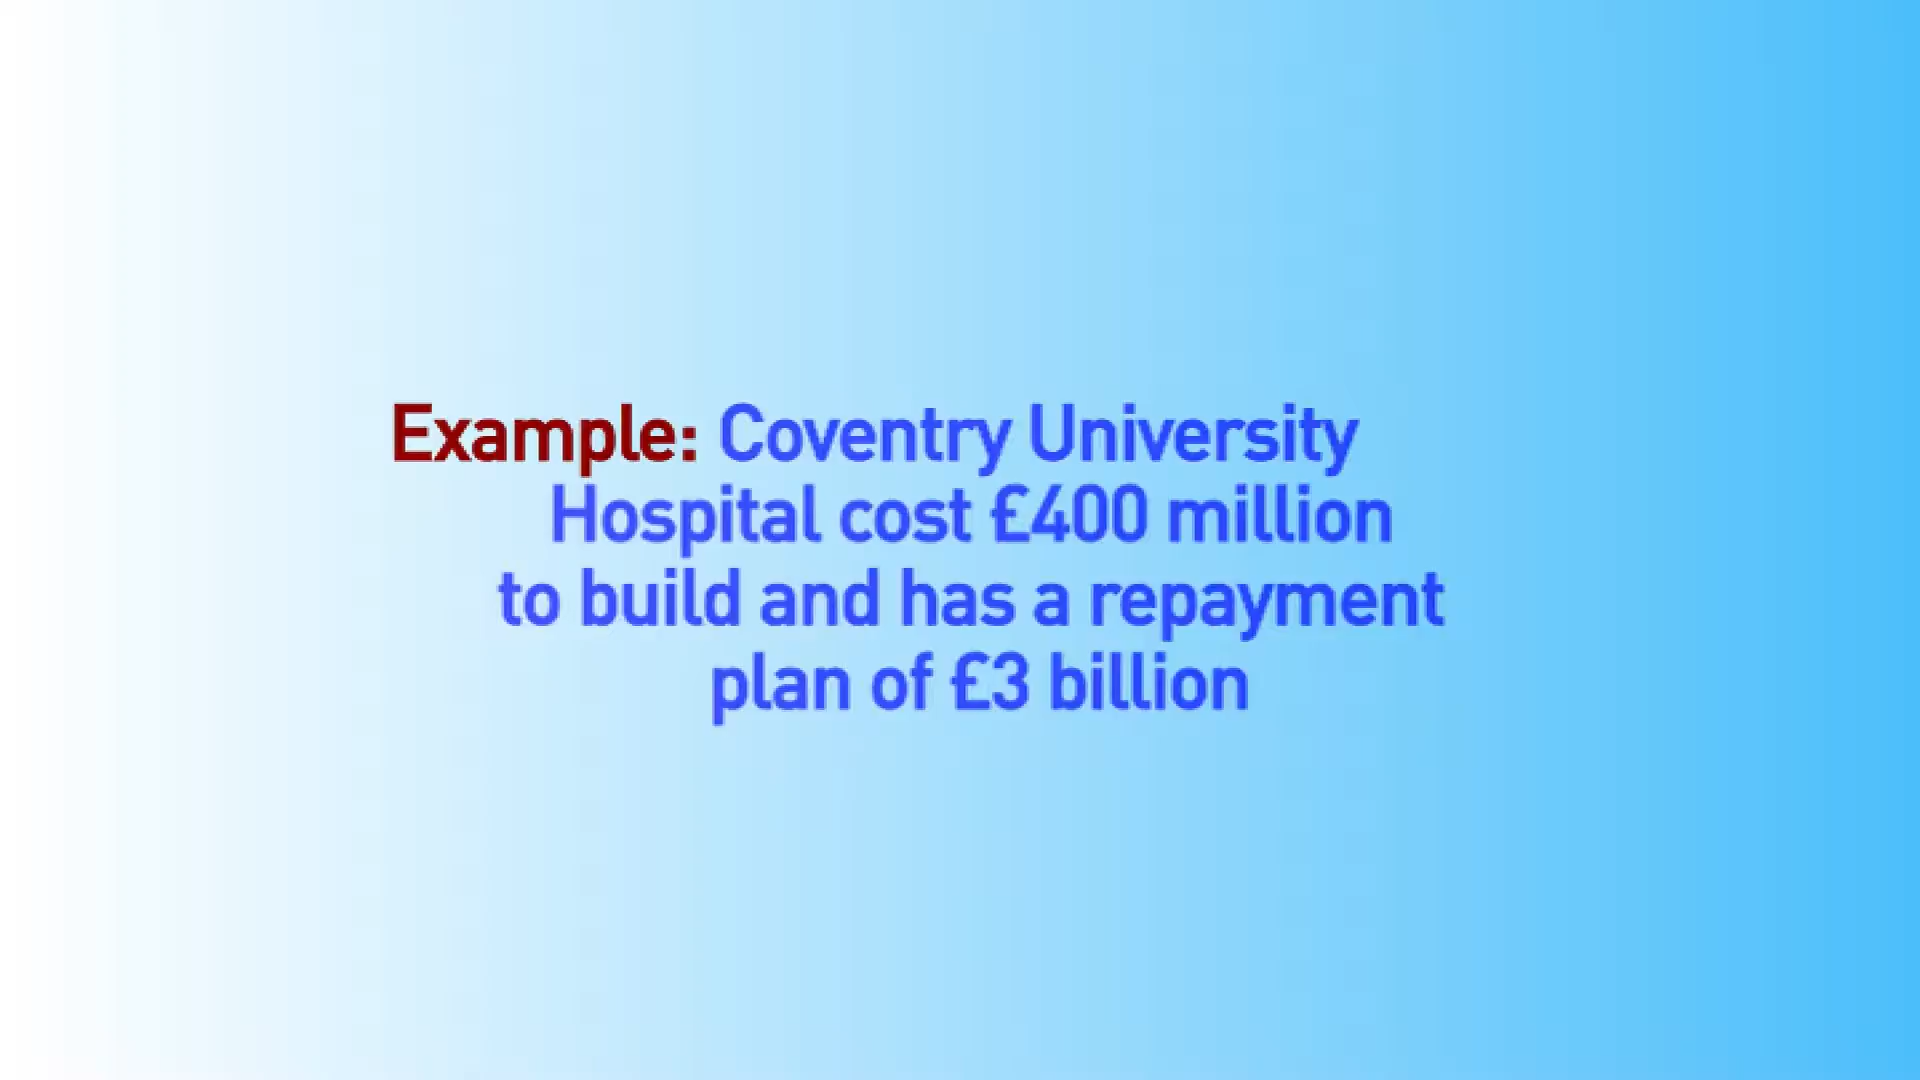 Example: Coventry University
Hospital cost £400 million
to build and has a repayment
plan of £3 billion